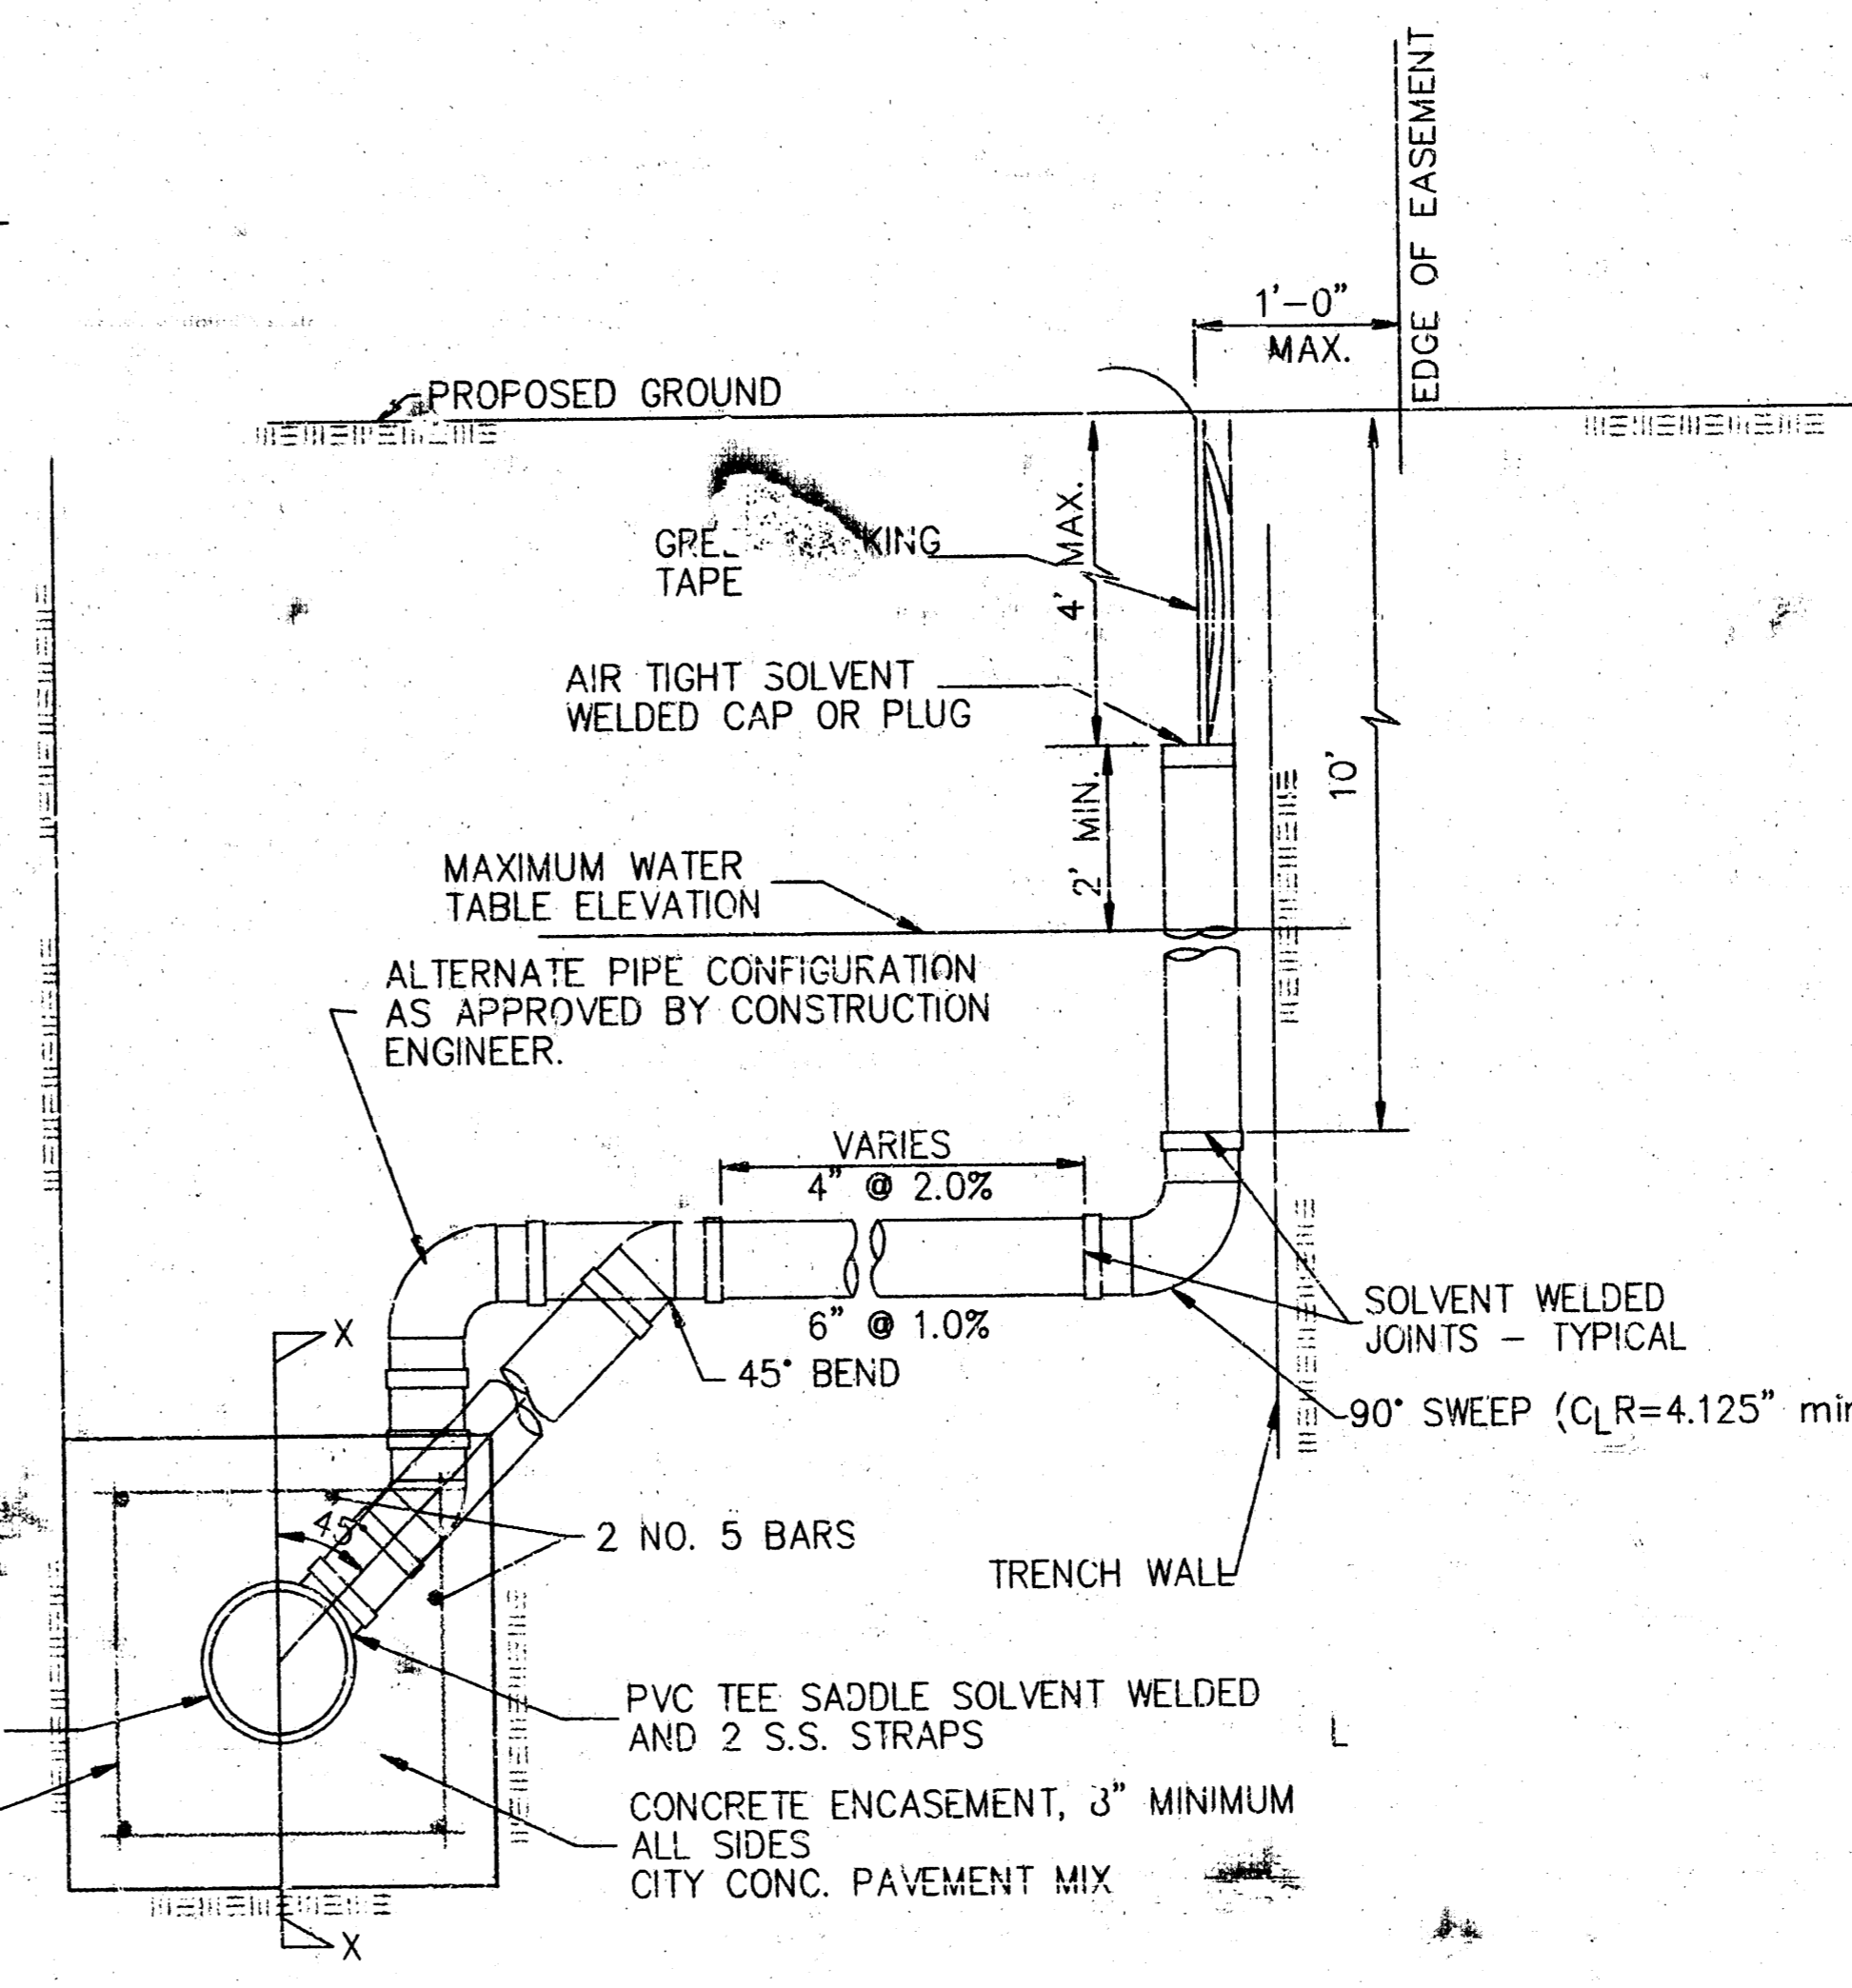 EDGE OF EASEMENT
1'-0"
MAX.
PROPOSED GROUND
4' MAX.
TAPE
AIR TIGHT SOLVENT
WELDED CAP OR PLUG
2' MIN.
10'
MAXIMUM WATER
TABLE ELEVATION
ALTERNATE PIPE CONFIGURATION
AS APPROVED BY CONSTRUCTION
ENGINEER.
VARIES
4" @ 2.0%
6" @ 1.0%
45° BEND
SOLVENT WELDED
JOINTS – TYPICAL
90° SWEEP (CLR=4.125"
X
45°
2 NO. 5 BARS
TRENCH WALL
PVC TEE SADDLE SOLVENT WELDED
AND 2 S.S. STRAPS
L
CONCRETE ENCASEMENT, MINIMUM
ALL SIDES
CITY CONC. PAVEMENT MIX
X